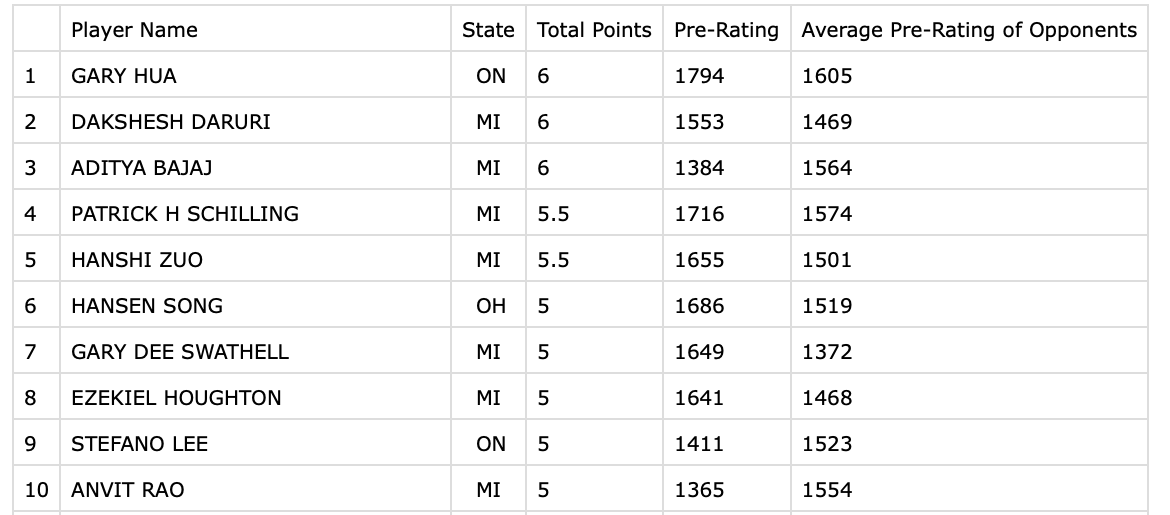 Player Name State Total Points Pre-Rating Average Pre-Rating of Opponents
1 GARY HUA ON 6 1794 1605
2 DAKSHESH DARURI MI 6 1553 1469
3 ADITYA BAJAJ MI 6 1384 1564
4 PATRICK H SCHILLING MI 5.5 1716 1574
5 HANSHI ZUO MI 5.5 1655 1501
6 HANSEN SONG OH 5 1686 1519
7 GARY DEE SWATHELL MI 5 1649 1372
8 EZEKIEL HOUGHTON MI 5 1641 1468
9 STEFANO LEE ON 5 1411 1523
10 ANVIT RAO MI 5 1365 1554